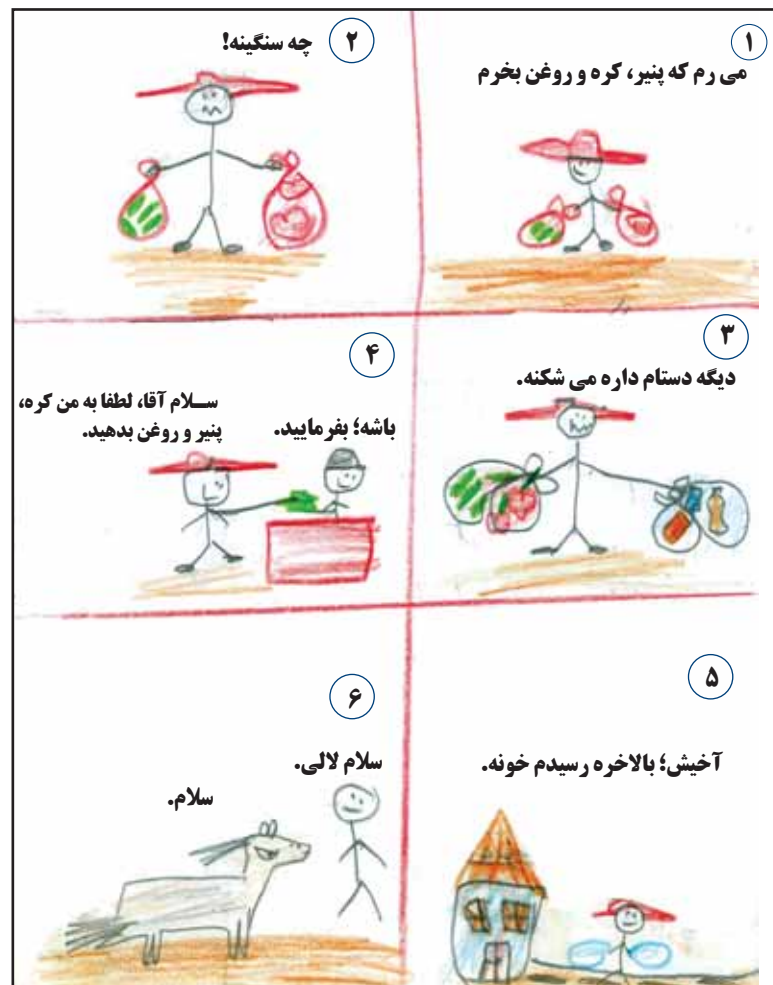 ۱
می رم که پنیر، کره و روغن بخرم
۲
چه سنگینه!
۳
دیگه دستام داره می شکنه.
۴
ســلام آقا، لطفا به من کره،
پنیر و روغن بدهید.
باشه؛ بفرمایید.
۵
آخیش؛ بالاخره رسیدم خونه.
۶
سلام لالی.
سلام.